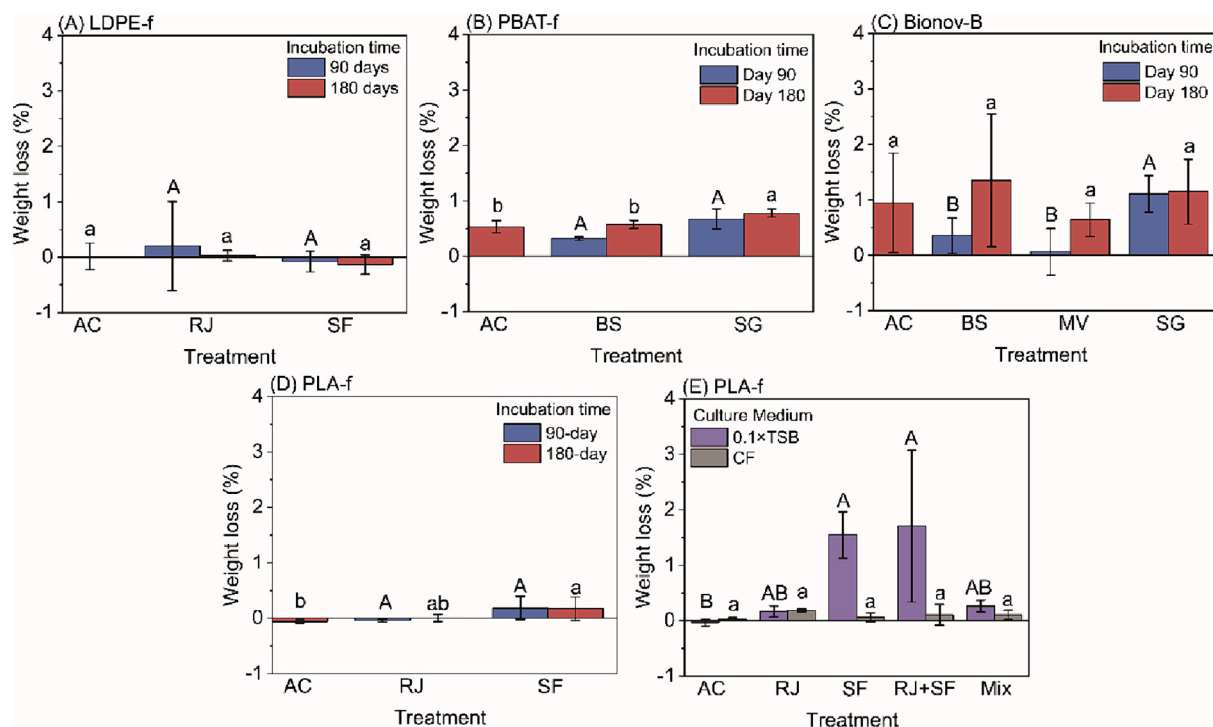 (A) LDPE-f
Incubation time
90 days
180 days
Weight loss (%)
4
3
2
1
0
-1
a
A
a
A
a
AC RJ SF
Treatment
(B) PBAT-f
Incubation time
Day 90
Day 180
Weight loss (%)
4
3
2
1
0
-1
b
A
b
A
a
AC BS SG
Treatment
(C) Bionov-B
Incubation time
Day 90
Day 180
Weight loss (%)
4
3
2
1
0
-1
a
B
a
B
a
A
a
AC BS MV SG
Treatment
(D) PLA-f
Incubation time
90-day
180-day
Weight loss (%)
4
3
2
1
0
-1
b
A
ab
A
a
AC RJ SF
Treatment
(E) PLA-f
Culture Medium
0.1×TSB
CF
Weight loss (%)
4
3
2
1
0
-1
B
a
AB
a
A
a
A
a
AB
a
AC RJ SF RJ+SF Mix
Treatment